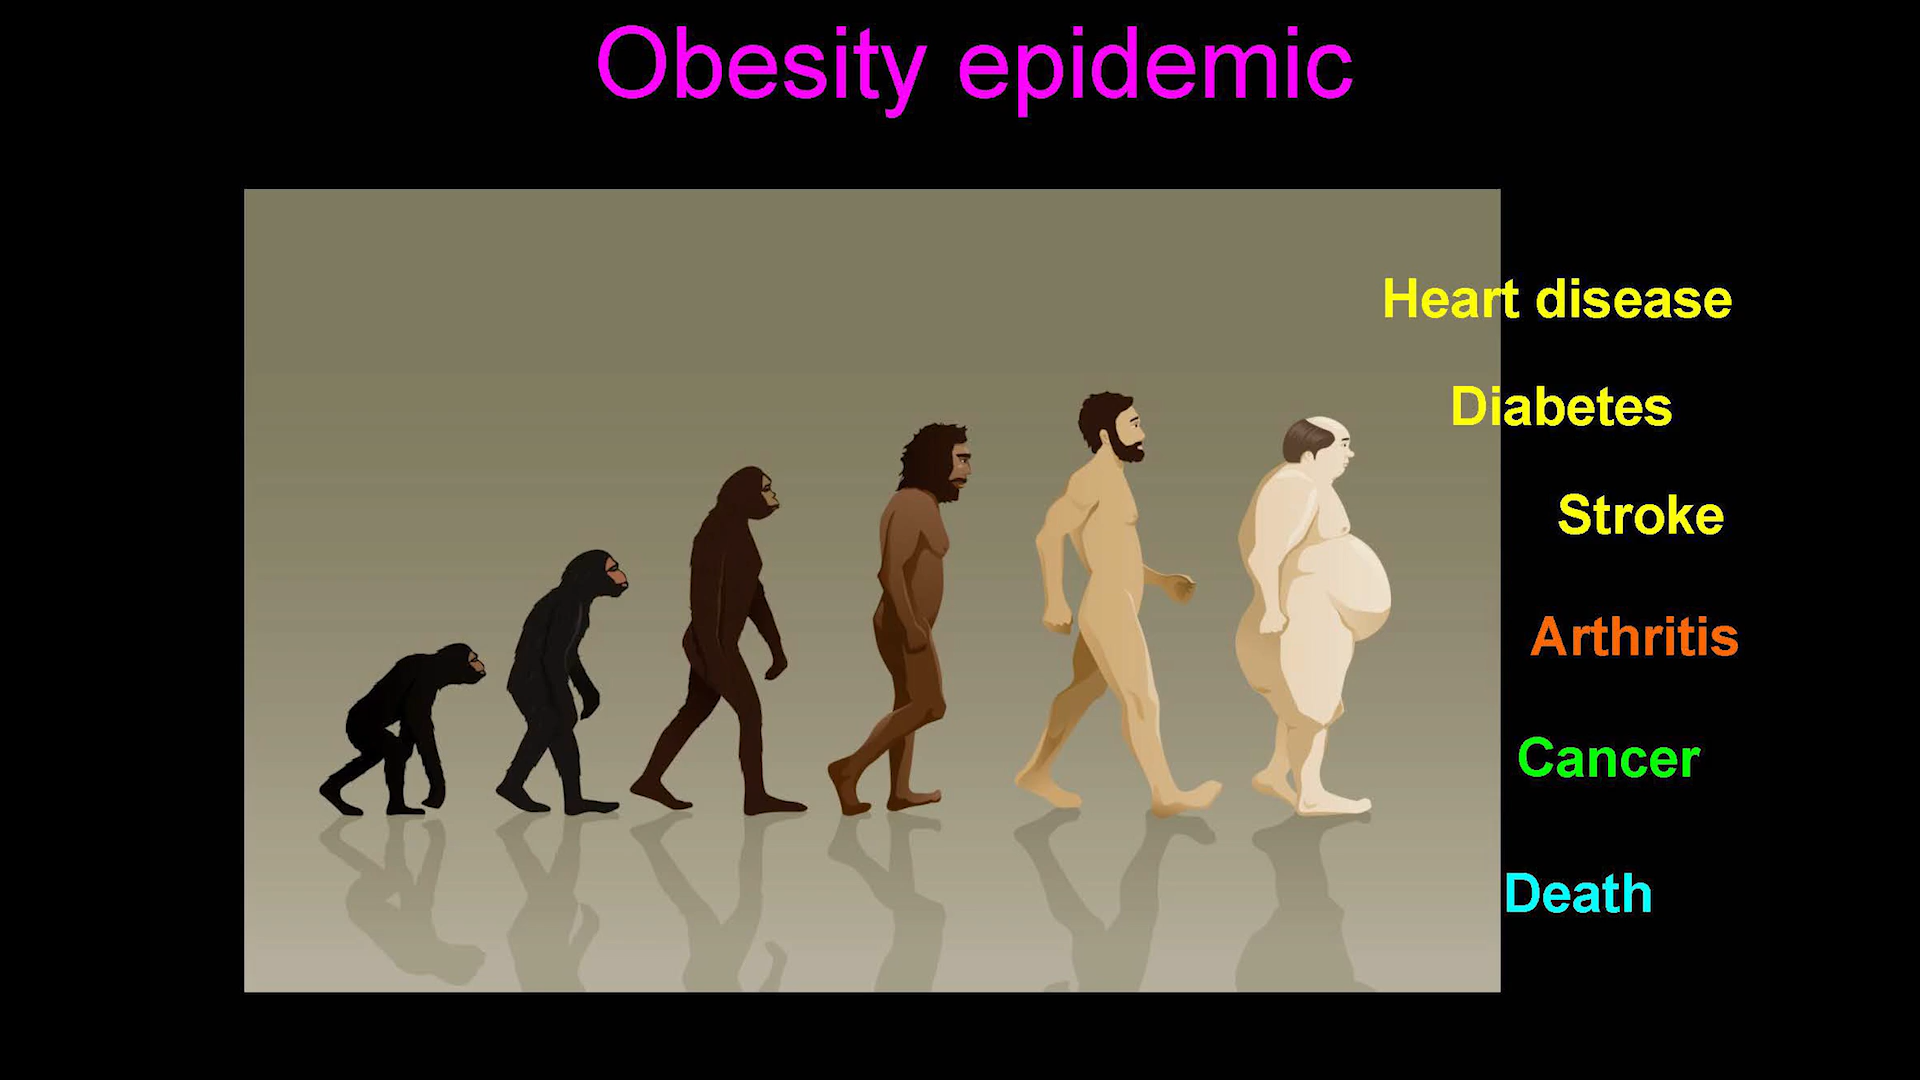 Obesity epidemic
Heart disease
Diabetes
Stroke
Arthritis
Cancer
Death